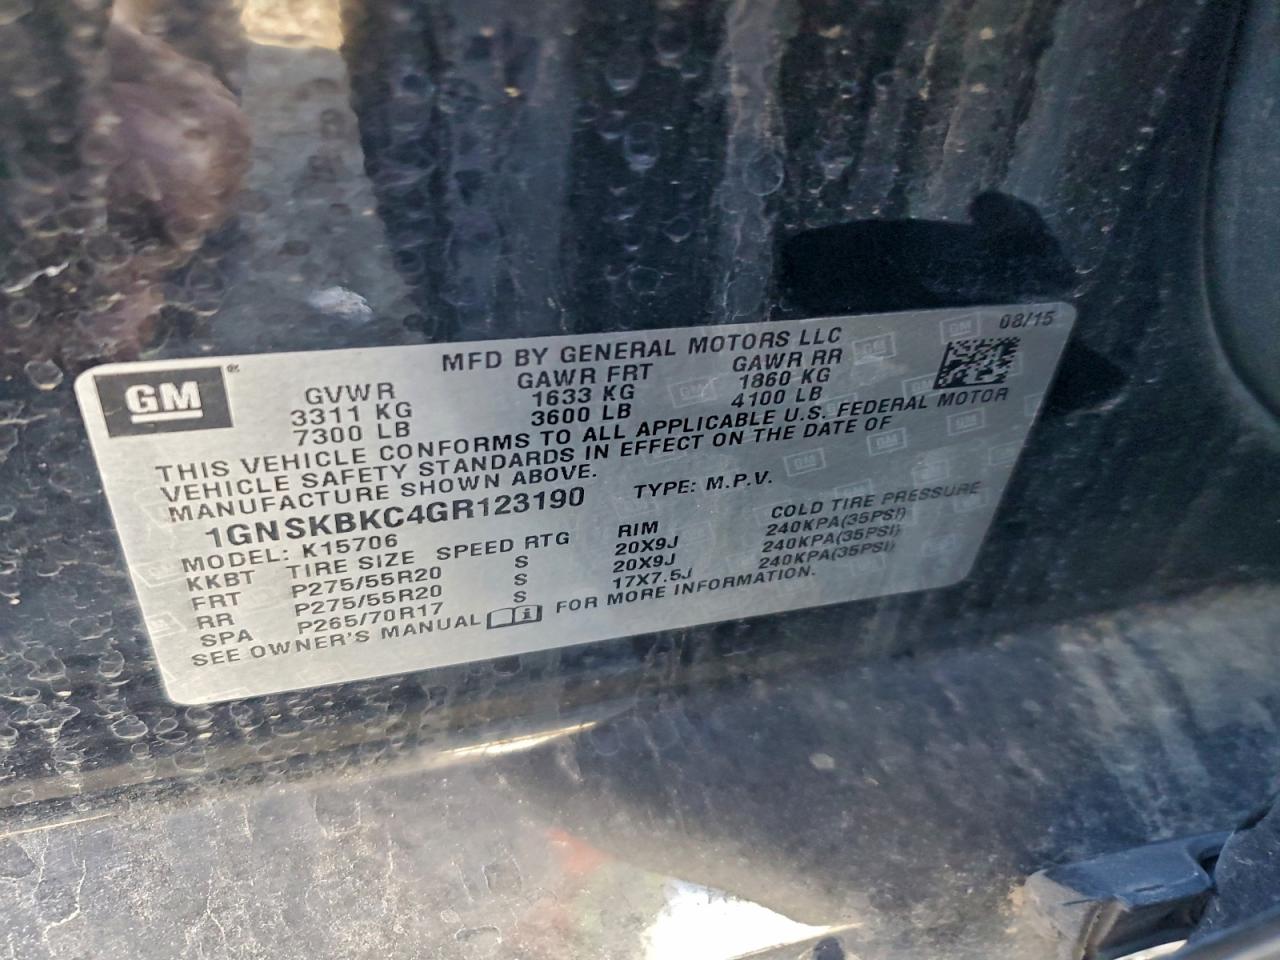 08/15
MFD BY GENERAL MOTORS LLC
GM®
GVWR GAWR FRT GAWR RR
3311 KG 1633 KG 1860 KG
7300 LB 3600 LB 4100 LB
THIS VEHICLE CONFORMS TO ALL APPLICABLE U.S. FEDERAL MOTOR
VEHICLE SAFETY STANDARDS IN EFFECT ON THE DATE OF
MANUFACTURE SHOWN ABOVE.
1GNSKBKC4GR123190 TYPE: M.P.V.
MODEL: K15706
KKBT TIRE SIZE SPEED RTG RIM COLD TIRE PRESSURE
FRT P275/55R20 S 20X9J 240KPA(35PSI)
RR P275/55R20 S 20X9J 240KPA(35PSI)
SPA P265/70R17 S 17X7.5J 240KPA(35PSI)
SEE OWNER'S MANUAL i FOR MORE INFORMATION.